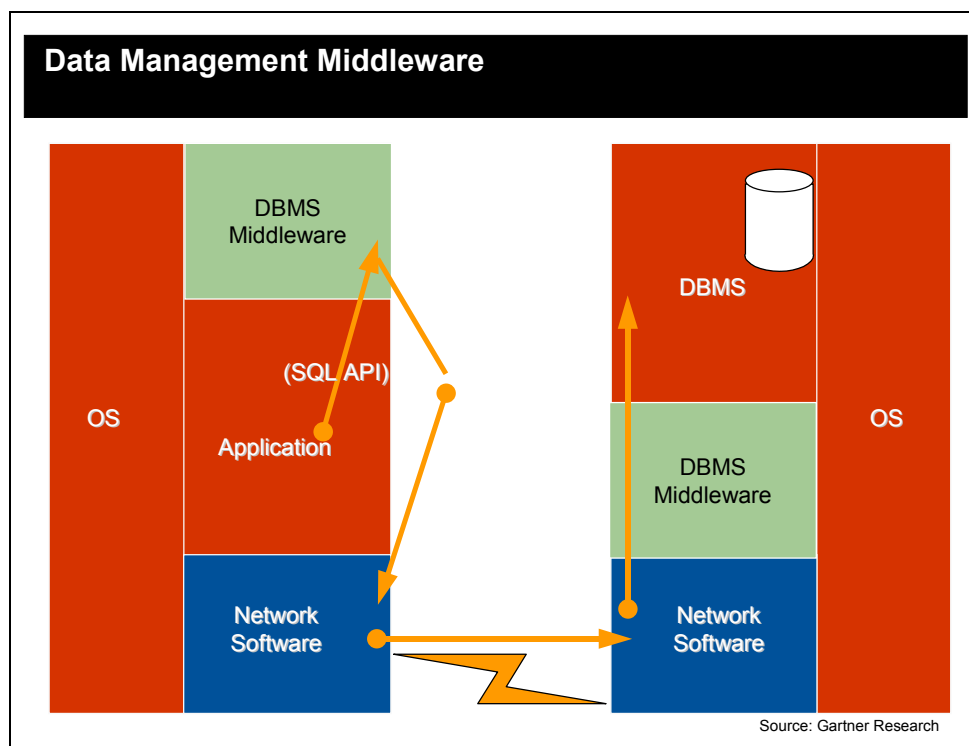 Data Management Middleware
DBMS
Middleware
(SQL API)
OS
Application
Network
Software
DBMS
OS
DBMS
Middleware
Network
Software
Source: Gartner Research